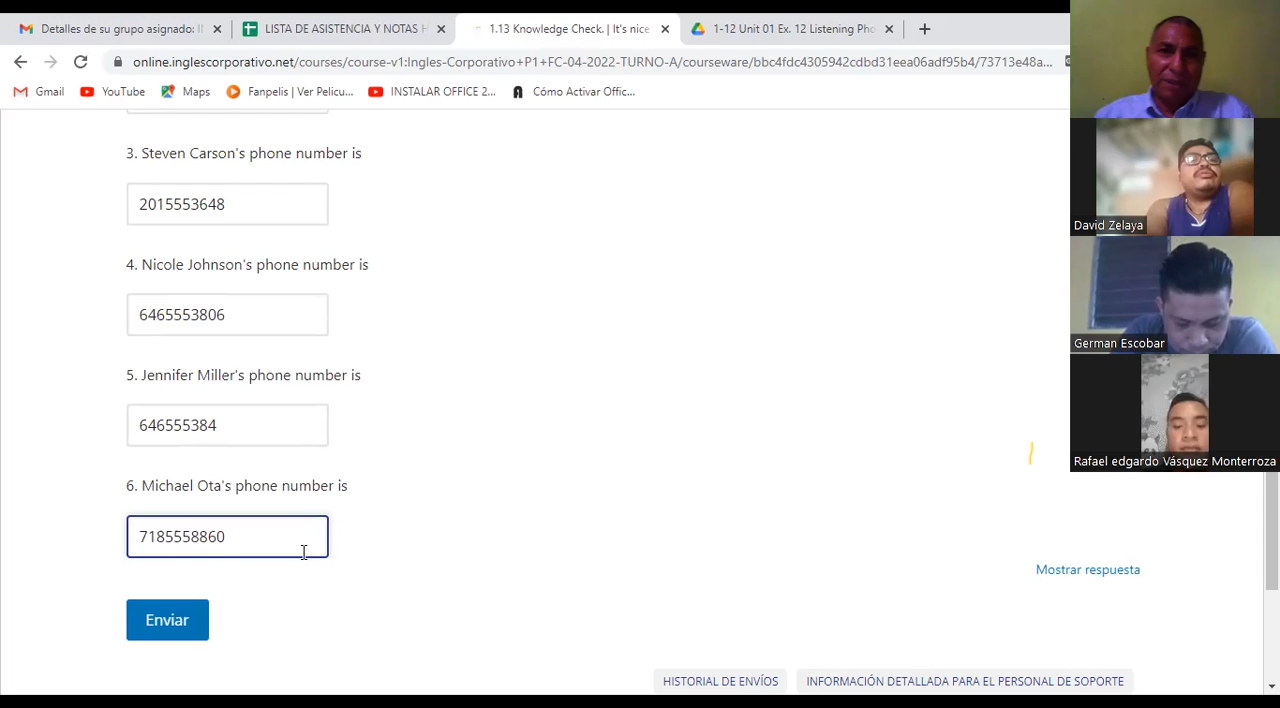 Detalles de su grupo asignado: I
LISTA DE ASISTENCIA Y NOTAS H
1.13 Knowledge Check. | It's nice
1-12 Unit 01 Ex. 12 Listening Pho
online.inglescorporativo.net/courses/course-v1:Ingles-Corporativo+P1+FC-04-2022-TURNO-A/courseware/bbc4fdc4305942cdbd31eea06adf95b4/73713e48a...
Gmail
YouTube
Maps
Fanpelis | Ver Pelicu...
INSTALAR OFFICE 2...
Cómo Activar Offic...
3. Steven Carson's phone number is
2015553648
4. Nicole Johnson's phone number is
6465553806
5. Jennifer Miller's phone number is
646555384
6. Michael Ota's phone number is
7185558860
Mostrar respuesta
Enviar
HISTORIAL DE ENVÍOS
INFORMACIÓN DETALLADA PARA EL PERSONAL DE SOPORTE
David Zelaya
German Escobar
Rafael edgardo Vásquez Monterroza